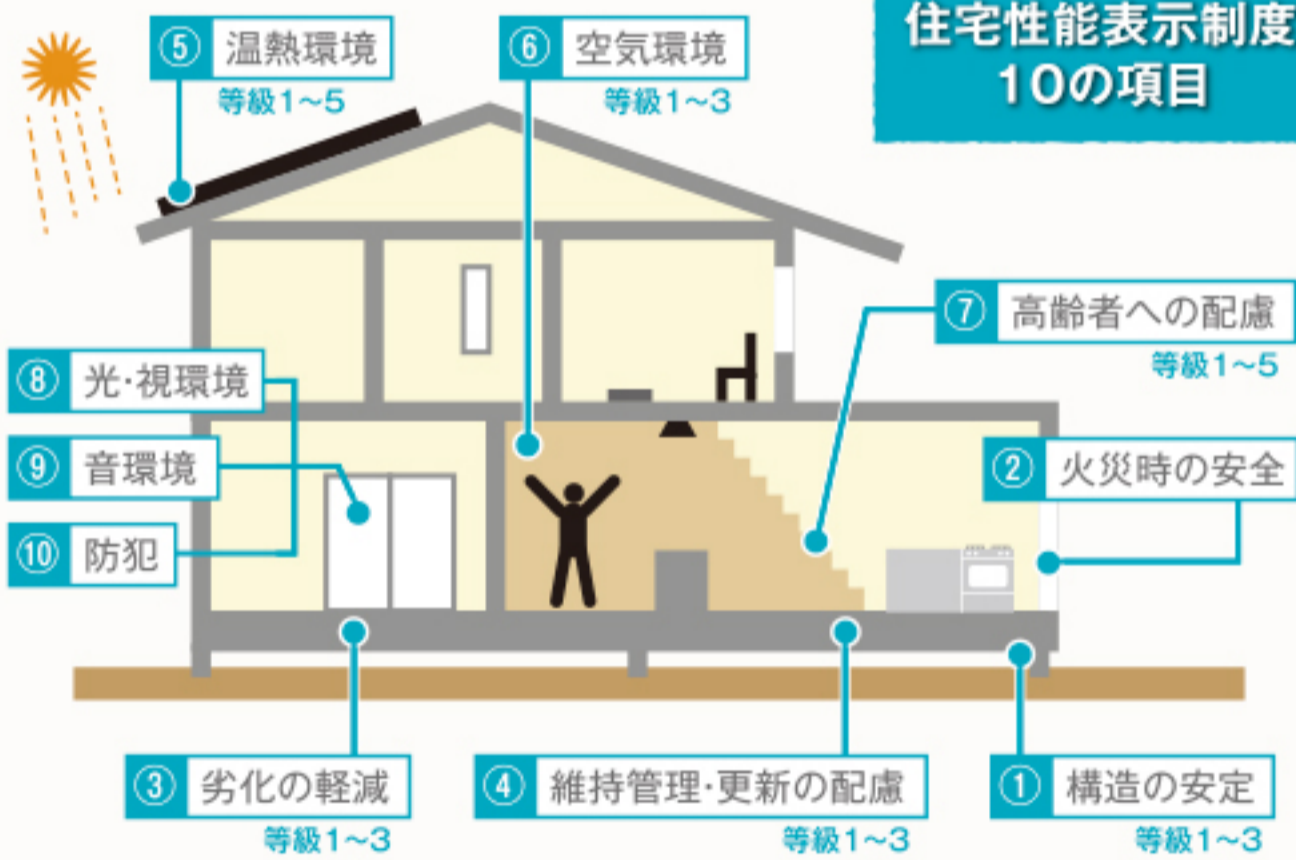 住宅性能表示制度
10の項目
⑤ 温熱環境
等級1～5
⑥ 空気環境
等級1～3
⑦ 高齢者への配慮
等級1～5
⑧ 光・視環境
⑨ 音環境
⑩ 防犯
② 火災時の安全
③ 劣化の軽減
等級1～3
④ 維持管理・更新の配慮
等級1～3
① 構造の安定
等級1～3